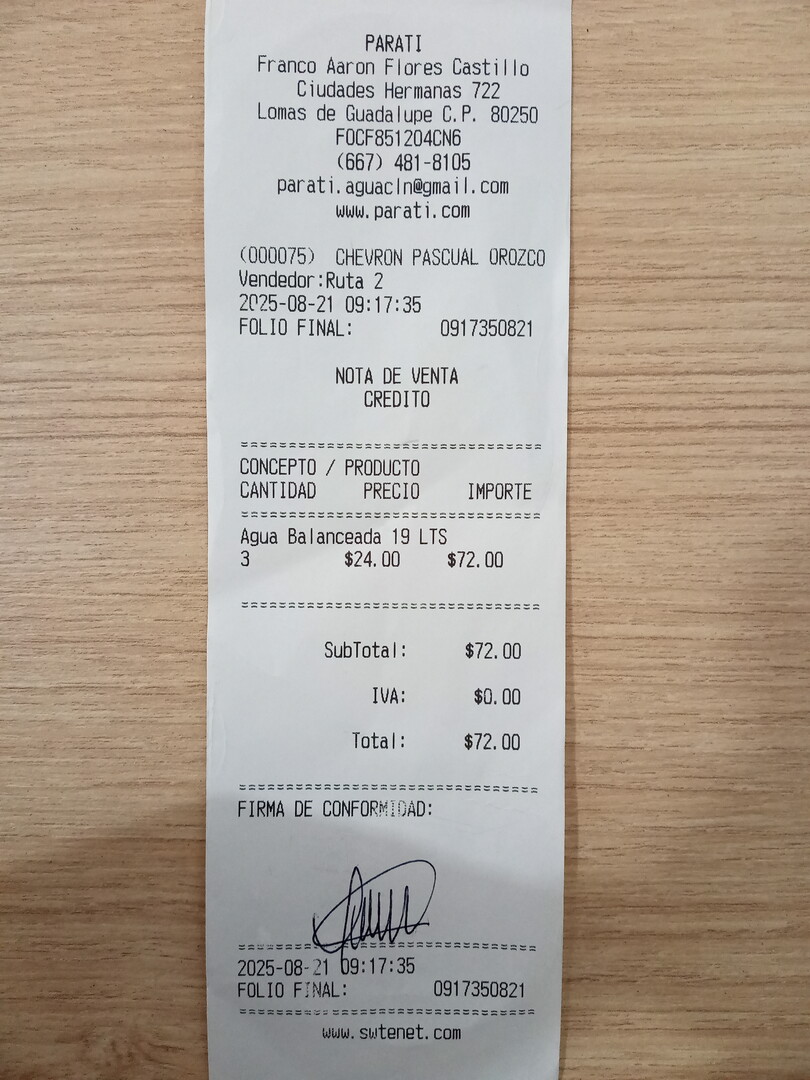 PARATI
Franco Aaron Flores Castillo
Ciudades Hermanas 722
Lomas de Guadalupe C.P. 80250
FOCF851204CN6
(667) 481-8105
parati.aguacln@gmail.com
www.parati.com
(000075) CHEVRON PASCUAL OROZCO
Vendedor:Ruta 2
2025-08-21 09:17:35
FOLIO FINAL: 0917350821
NOTA DE VENTA
CREDITO
================================
CONCEPTO / PRODUCTO
CANTIDAD PRECIO IMPORTE
================================
Agua Balanceada 19 LTS
3 $24.00 $72.00
================================
SubTotal: $72.00
IVA: $0.00
Total: $72.00
================================
FIRMA DE CONFORMIDAD:
================================
2025-08-21 09:17:35
FOLIO FINAL: 0917350821
================================
www.swtenet.com